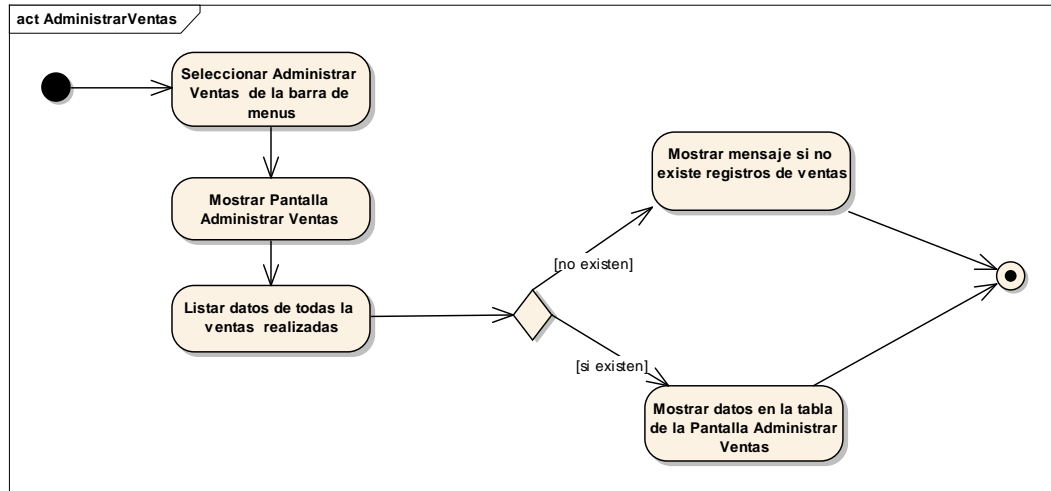 act AdministrarVentas
Seleccionar Administrar
Ventas de la barra de
menus
Mostrar Pantalla
Administrar Ventas
Listar datos de todas la
ventas realizadas
[no existen]
Mostrar mensaje si no
existe registros de ventas
[si existen]
Mostrar datos en la tabla
de la Pantalla Administrar
Ventas